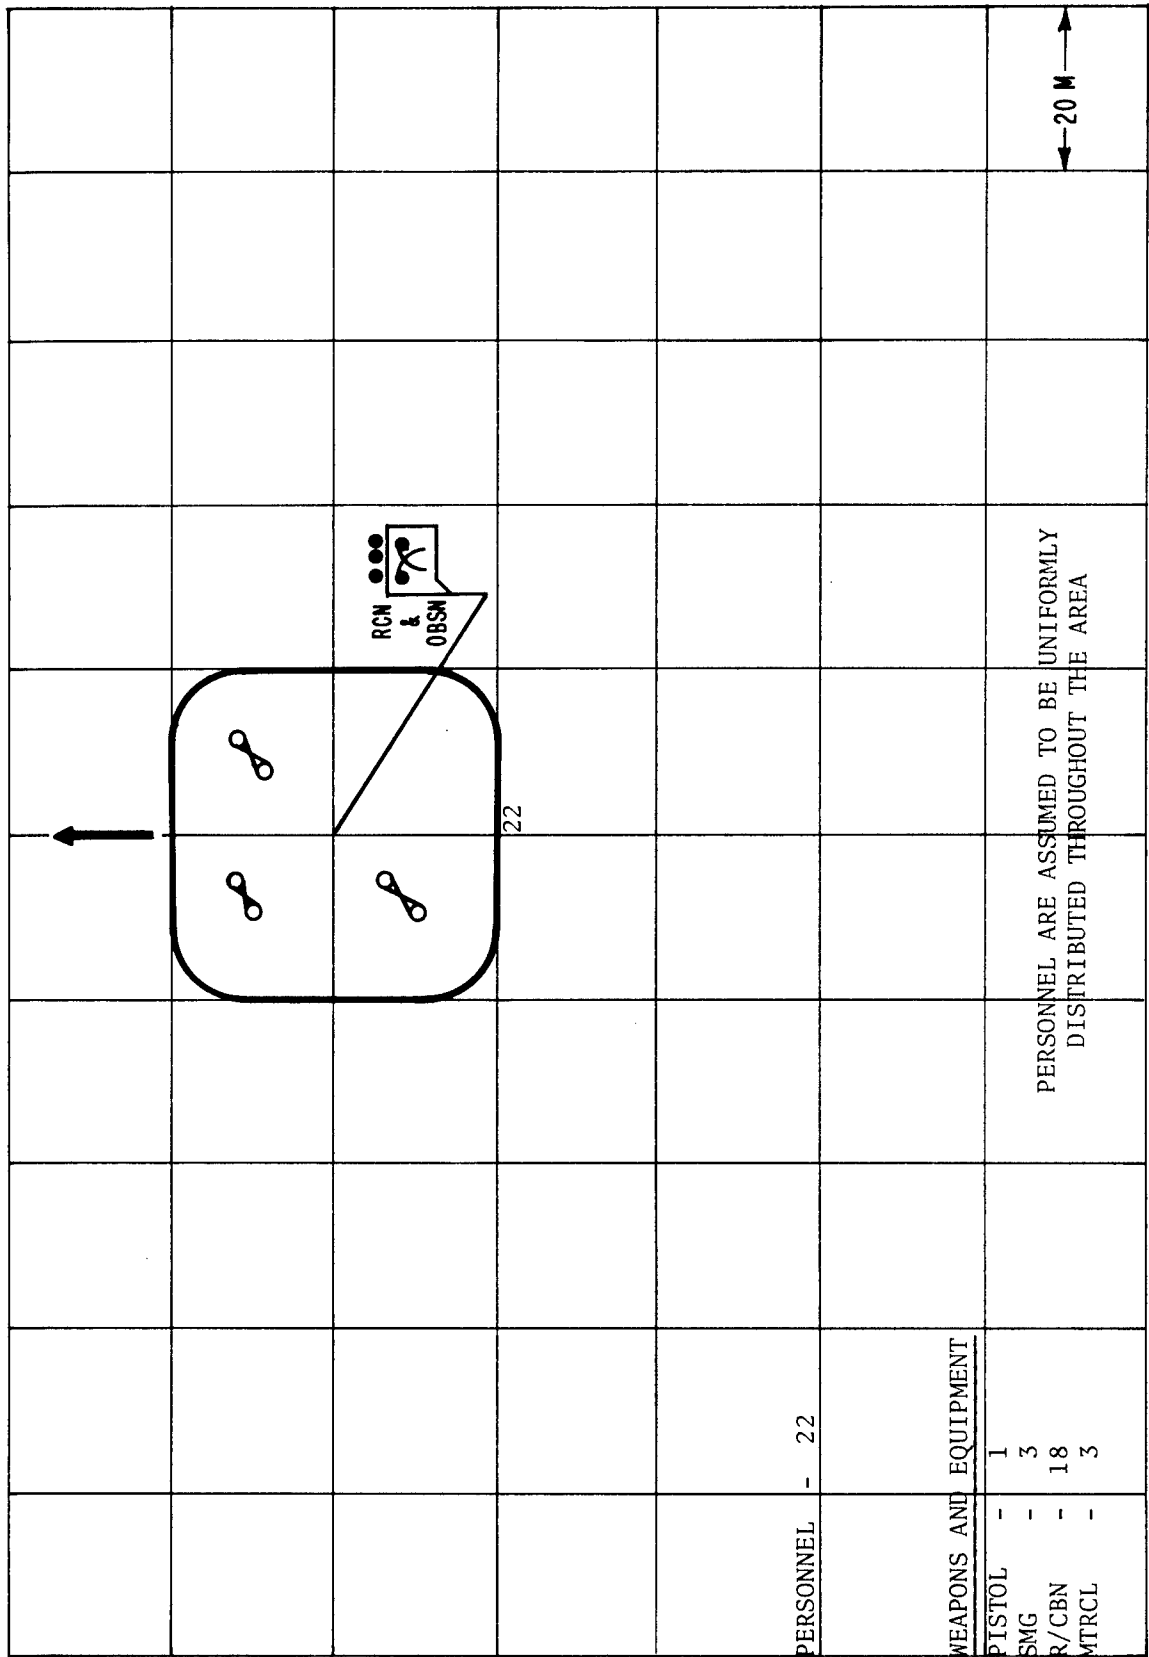 RCN
&
OBSN
22
PERSONNEL - 22
WEAPONS AND EQUIPMENT
PISTOL - 1
SMG - 3
R/CBN - 18
MTRCL - 3
PERSONNEL ARE ASSUMED TO BE UNIFORMLY
DISTRIBUTED THROUGHOUT THE AREA
20 M